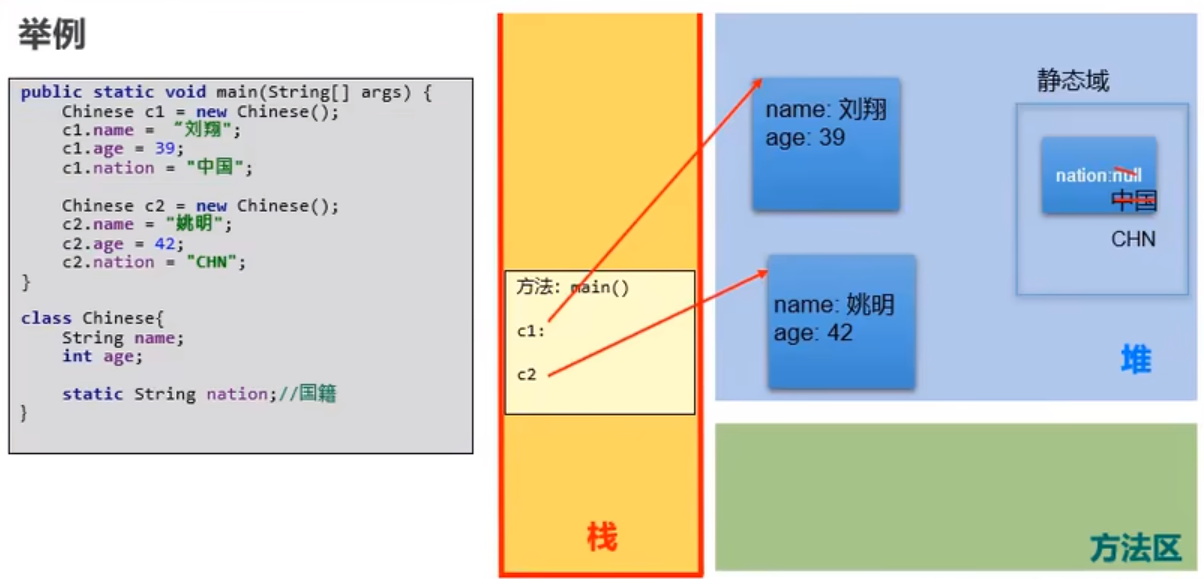 举例
public static void main(String[] args) {
Chinese c1 = new Chinese();
c1.name = “刘翔";
c1.age = 39;
c1.nation = "中国";
Chinese c2 = new Chinese();
c2.name = "姚明";
c2.age = 42;
c2.nation = "CHN";
}
class Chinese{
String name;
int age;
static String nation;//国籍
}
方法: main()
c1:
c2
栈
name: 刘翔
age: 39
name: 姚明
age: 42
静态域
nation:null
中国
CHN
堆
方法区